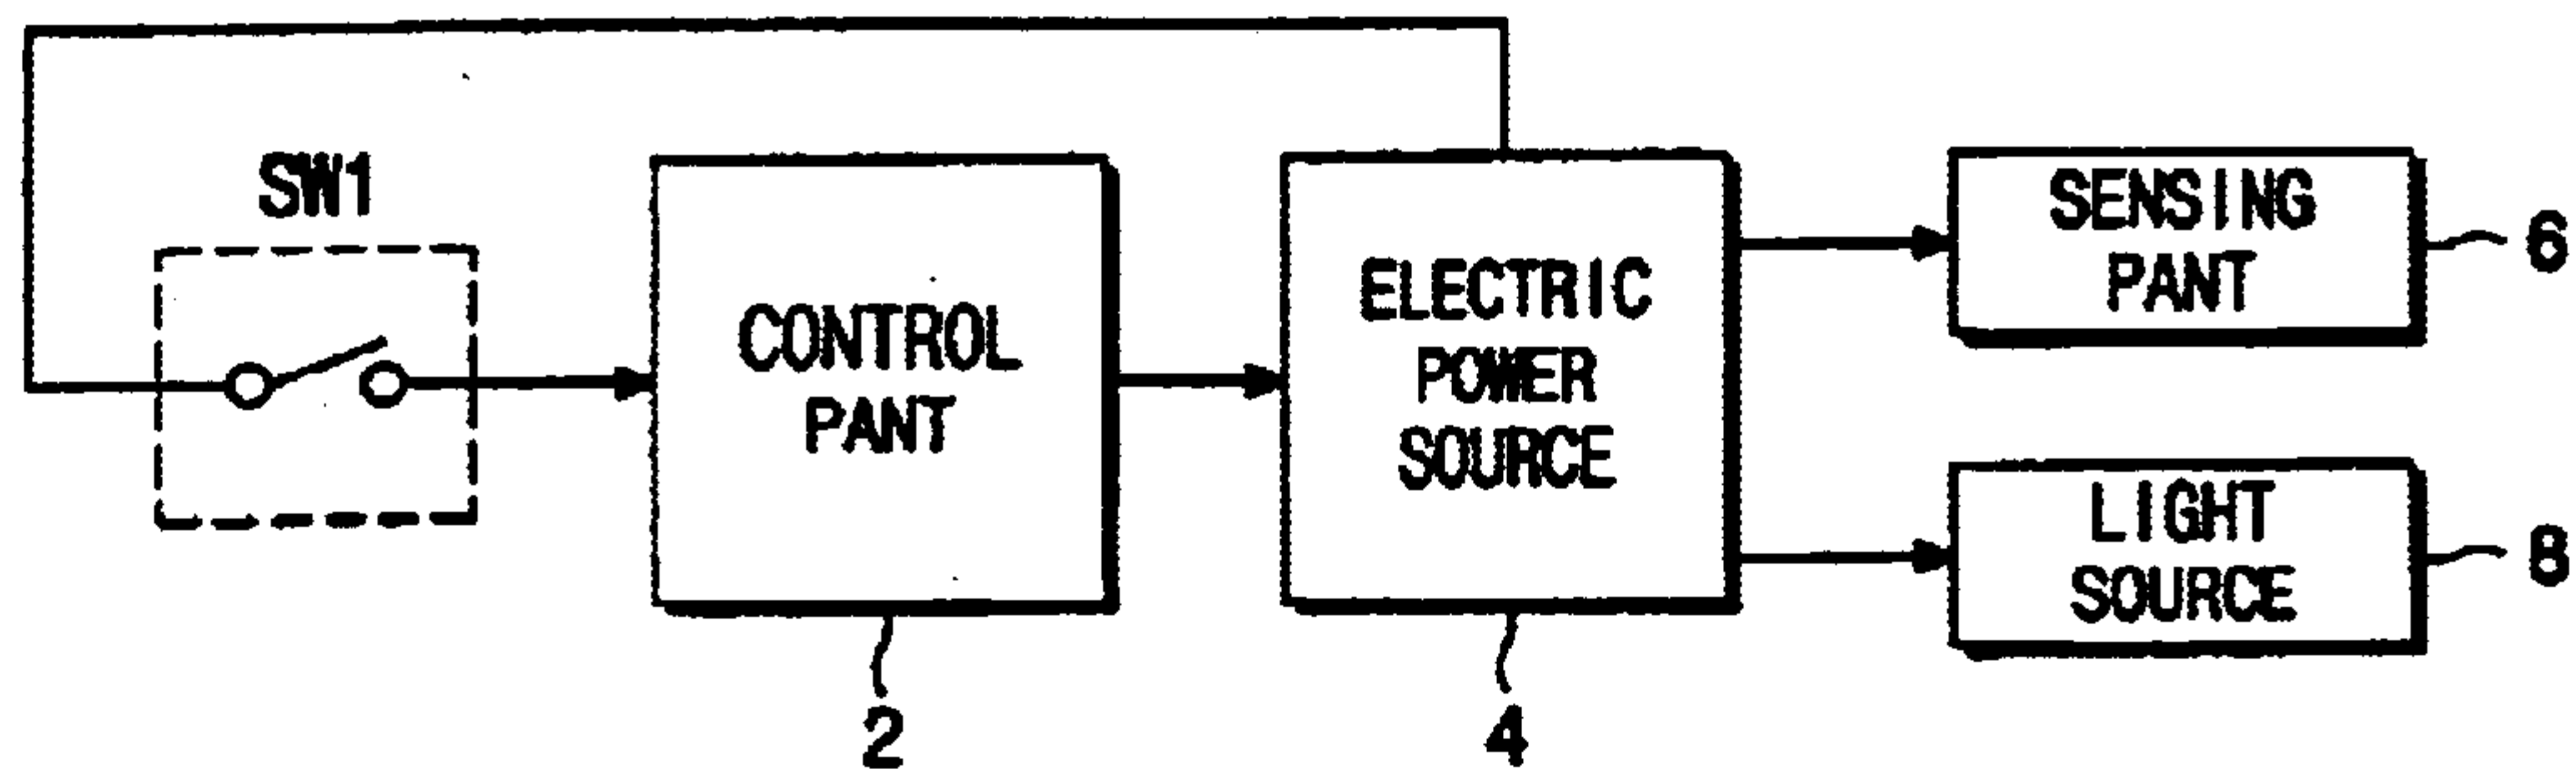 SW1
CONTROL
PANT
2
ELECTRIC
POWER
SOURCE
4
SENSING
PANT
6
LIGHT
SOURCE
8